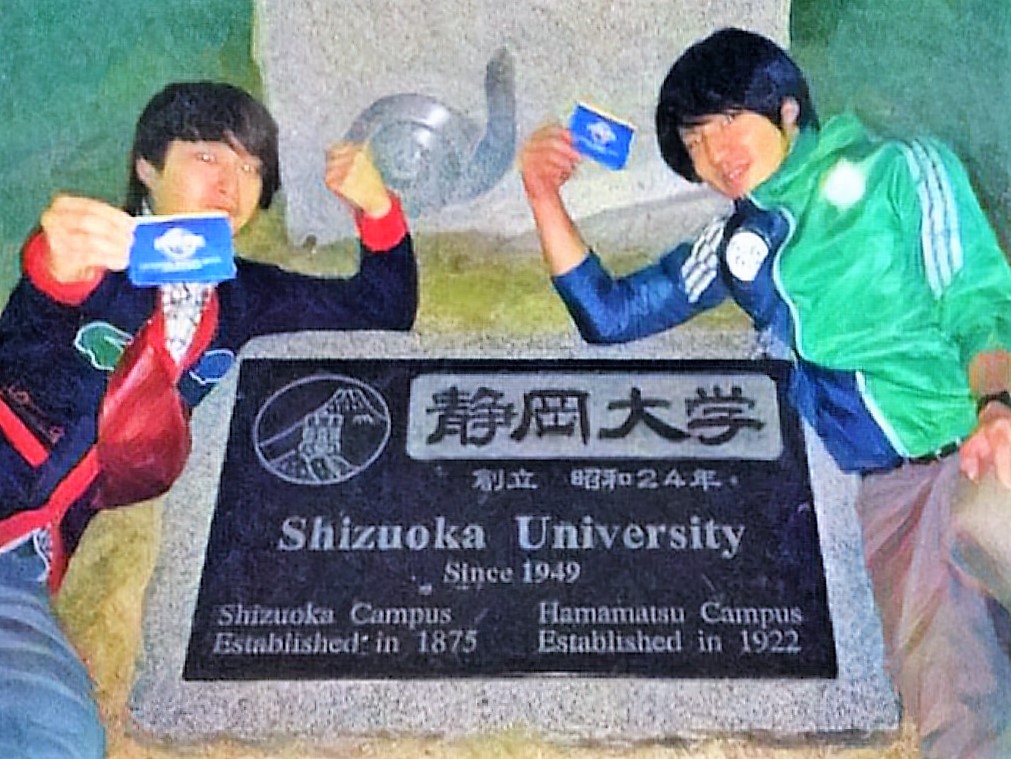 静岡大学
創立 昭和24年
Shizuoka University
Since 1949
Shizuoka Campus
Established in 1875
Hamamatsu Campus
Established in 1922